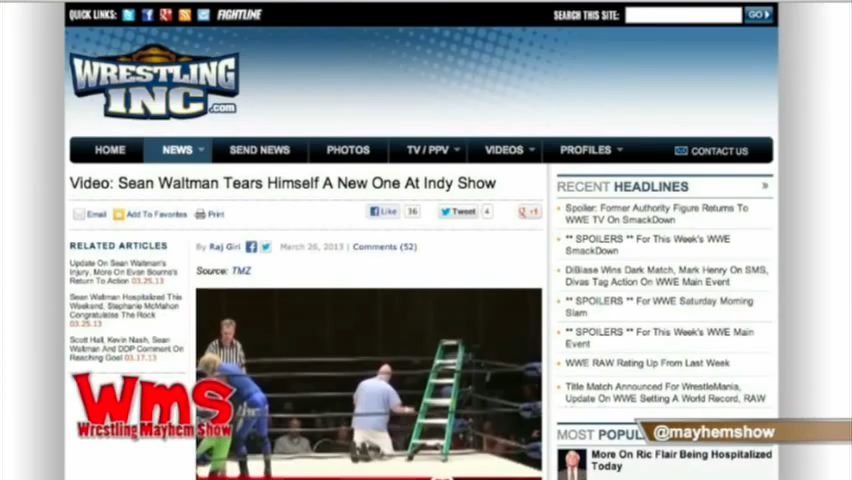 QUICK LINKS:
FIGHTLINE
SEARCH THIS SITE:
GO
WRESTLING
INC.com
HOME
NEWS
SEND NEWS
PHOTOS
TV / PPV
VIDEOS
PROFILES
CONTACT US
Video: Sean Waltman Tears Himself A New One At Indy Show
Email
Add To Favorites
Print
Like
36
Tweet
4
+1
RELATED ARTICLES
Update On Sean Waltman's
Injury, More On Evan Bourne's
Return To Action 03.25.13
Sean Waltman Hospitalized This
Weekend, Stephanie McMahon
Congratulates The Rock
03.25.13
Scott Hall, Kevin Nash, Sean
Waltman And DDP Comment On
Reaching Goal 03.17.13
By Raj Giri
March 26, 2013 | Comments (52)
Source: TMZ
RECENT HEADLINES
»
Spoiler: Former Authority Figure Returns To
WWE TV On SmackDown
** SPOILERS ** For This Week's WWE
SmackDown
DiBiase Wins Dark Match, Mark Henry On SMS,
Divas Tag Action On WWE Main Event
** SPOILERS ** For WWE Saturday Morning
Slam
** SPOILERS ** For This Week's WWE Main
Event
WWE RAW Rating Up From Last Week
Title Match Announced For WrestleMania,
Update On WWE Setting A World Record, RAW
MOST POPUL
More On Ric Flair Being Hospitalized
Today
Wms
Wrestling Mayhem Show
@mayhemshow